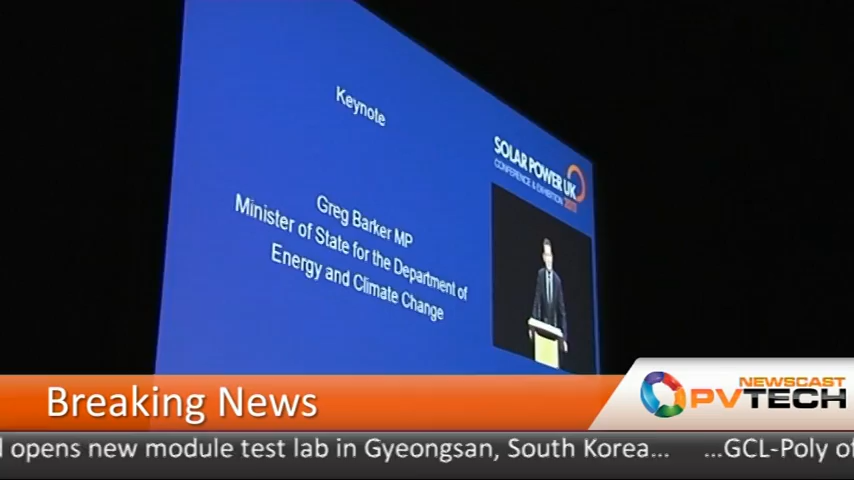 Keynote
SOLAR POWER UK
CONFERENCE & EXHIBITION
Greg Barker MP
Minister of State for the Department of
Energy and Climate Change
Breaking News
NEWSCAST
PVTECH
opens new module test lab in Gyeongsan, South Korea... ...GCL-Poly